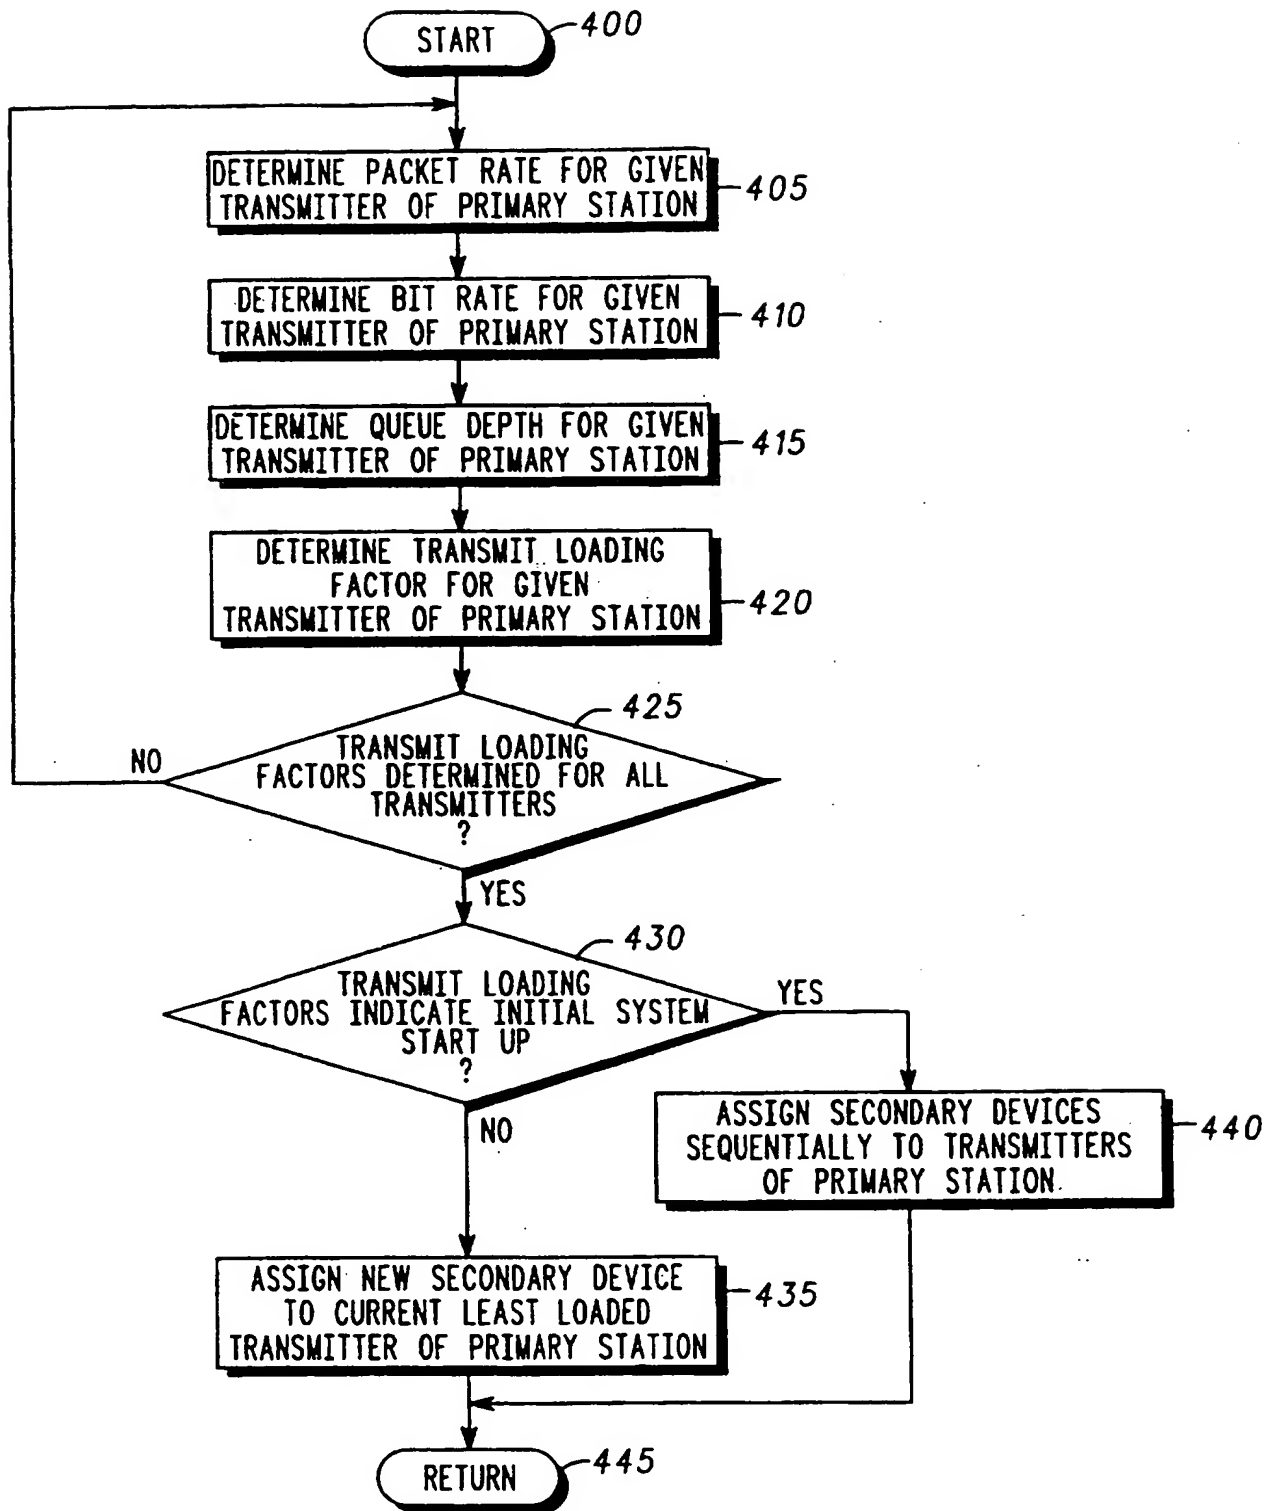 START
400
DETERMINE PACKET RATE FOR GIVEN
TRANSMITTER OF PRIMARY STATION
405
DETERMINE BIT RATE FOR GIVEN
TRANSMITTER OF PRIMARY STATION
410
DETERMINE QUEUE DEPTH FOR GIVEN
TRANSMITTER OF PRIMARY STATION
415
DETERMINE TRANSMIT LOADING
FACTOR FOR GIVEN
TRANSMITTER OF PRIMARY STATION
420
425
TRANSMIT LOADING
FACTORS DETERMINED FOR ALL
TRANSMITTERS
?
NO
YES
430
TRANSMIT LOADING
FACTORS INDICATE INITIAL SYSTEM
START UP
?
YES
NO
ASSIGN SECONDARY DEVICES
SEQUENTIALLY TO TRANSMITTERS
OF PRIMARY STATION.
440
ASSIGN NEW SECONDARY DEVICE
TO CURRENT LEAST LOADED
TRANSMITTER OF PRIMARY STATION
435
RETURN
445